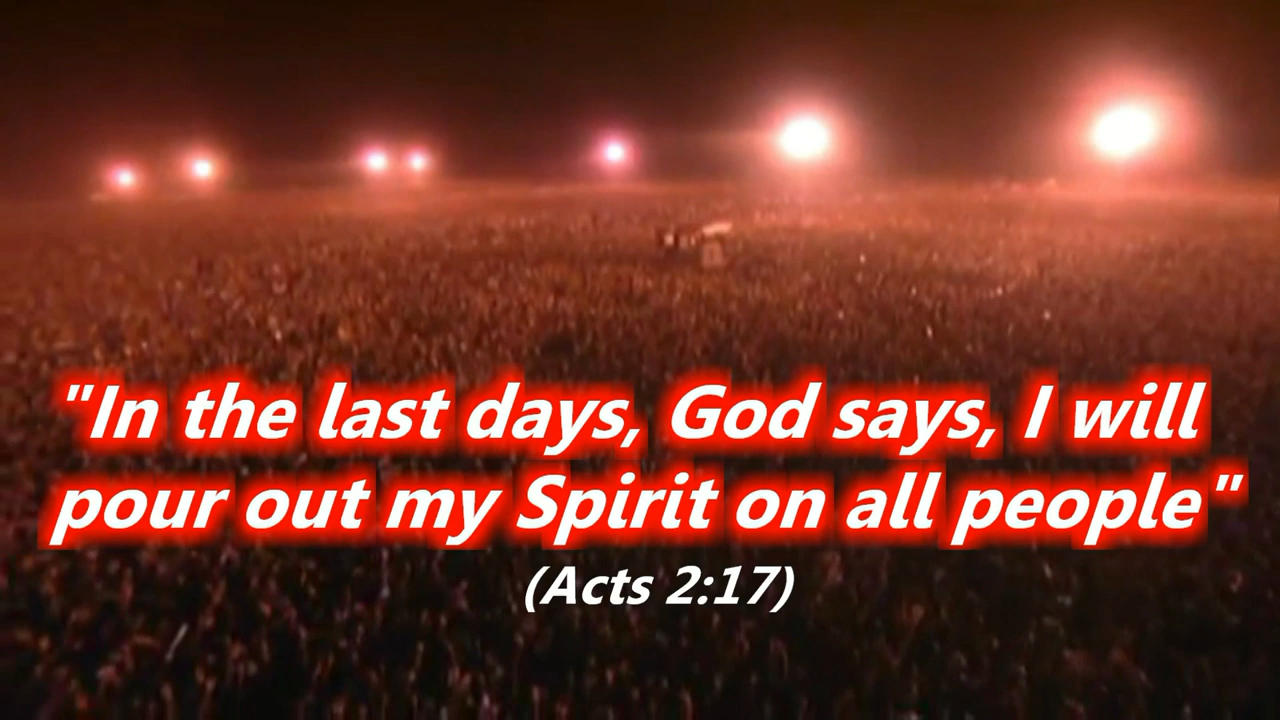 "In the last days, God says, I will
pour out my Spirit on all people"
(Acts 2:17)